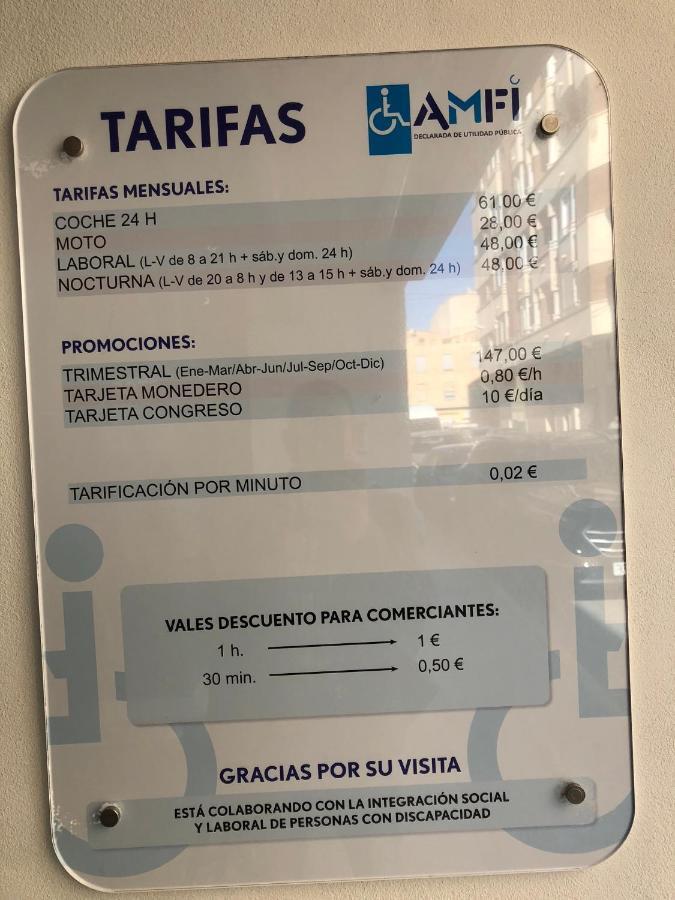 TARIFAS
AMFI
DECLARADA DE UTILIDAD PÚBLICA
TARIFAS MENSUALES:
COCHE 24 H 61,00 €
MOTO 28,00 €
LABORAL (L-V de 8 a 21 h + sáb.y dom. 24 h) 48,00 €
NOCTURNA (L-V de 20 a 8 h y de 13 a 15 h + sáb.y dom. 24 h) 48,00 €
PROMOCIONES:
TRIMESTRAL (Ene-Mar/Abr-Jun/Jul-Sep/Oct-Dic) 147,00 €
TARJETA MONEDERO 0,80 €/h
TARJETA CONGRESO 10 €/día
TARIFICACIÓN POR MINUTO 0,02 €
VALES DESCUENTO PARA COMERCIANTES:
1 h. 1 €
30 min. 0,50 €
GRACIAS POR SU VISITA
ESTÁ COLABORANDO CON LA INTEGRACIÓN SOCIAL
Y LABORAL DE PERSONAS CON DISCAPACIDAD